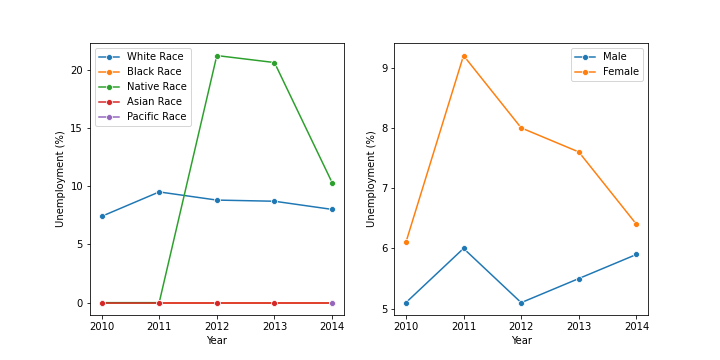 White Race
Black Race
Native Race
Asian Race
Pacific Race
20
15
10
5
0
Unemployment (%)
2010 2011 2012 2013 2014
Year
Male
Female
9
8
7
6
5
Unemployment (%)
2010 2011 2012 2013 2014
Year